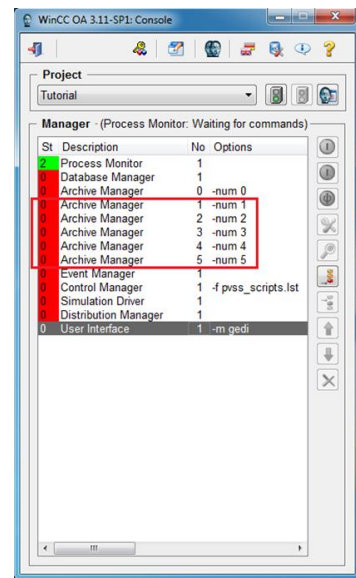 WinCC OA 3.11-SP1: Console
Project
Tutorial
Manager - (Process Monitor: Waiting for commands)
St Description No Options
2 Process Monitor 1
0 Database Manager 1
0 Archive Manager 0 -num 0
0 Archive Manager 1 -num 1
0 Archive Manager 2 -num 2
0 Archive Manager 3 -num 3
0 Archive Manager 4 -num 4
0 Archive Manager 5 -num 5
0 Event Manager 1
0 Control Manager 1 -f pvss_scripts.lst
0 Simulation Driver 1
0 Distribution Manager 1
0 User Interface 1 -m gedi